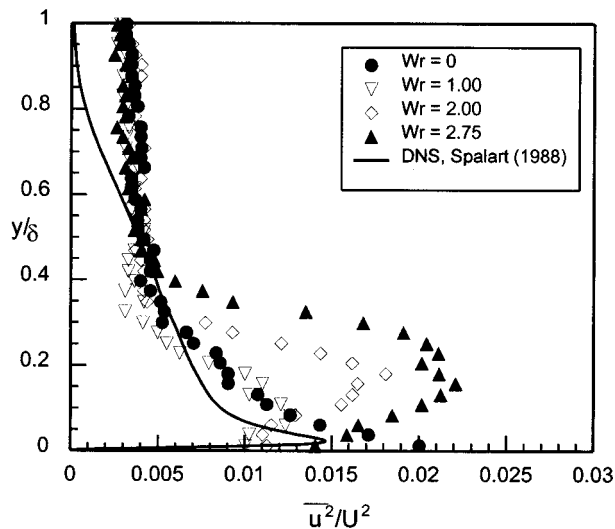 1
0.8
0.6
y/δ
0.4
0.2
0
0 0.005 0.01 0.015 0.02 0.025 0.03
u²/U²
Wr = 0
Wr = 1.00
Wr = 2.00
Wr = 2.75
DNS, Spalart (1988)